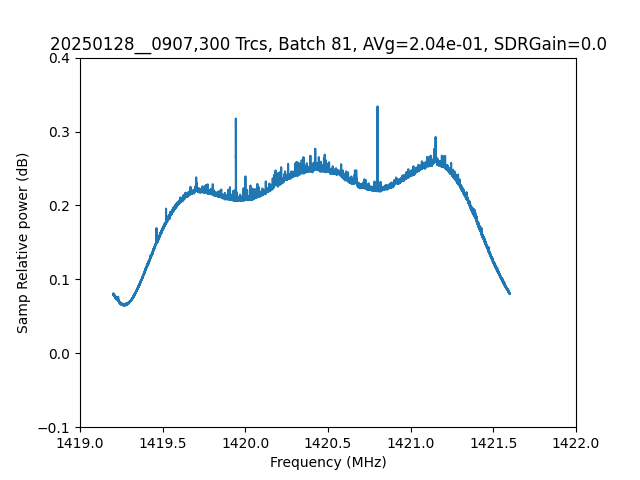 20250128__0907,300 Trcs, Batch 81, AVg=2.04e-01, SDRGain=0.0
0.4
0.3
0.2
0.1
0.0
−0.1
Samp Relative power (dB)
1419.0 1419.5 1420.0 1420.5 1421.0 1421.5 1422.0
Frequency (MHz)